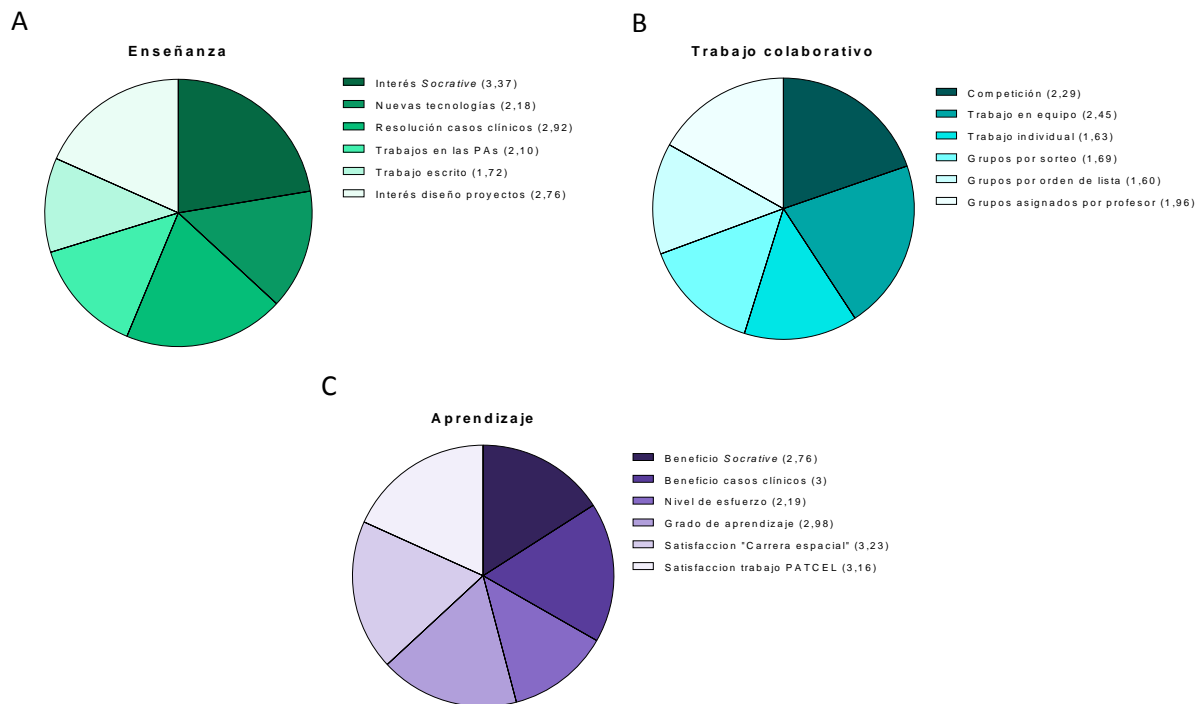 A
Enseñanza
Interés Socrative (3,37)
Nuevas tecnologías (2,18)
Resolución casos clínicos (2,92)
Trabajos en las PAs (2,10)
Trabajo escrito (1,72)
Interés diseño proyectos (2,76)
B
Trabajo colaborativo
Competición (2,29)
Trabajo en equipo (2,45)
Trabajo individual (1,63)
Grupos por sorteo (1,69)
Grupos por orden de lista (1,60)
Grupos asignados por profesor (1,96)
C
Aprendizaje
Beneficio Socrative (2,76)
Beneficio casos clínicos (3)
Nivel de esfuerzo (2,19)
Grado de aprendizaje (2,98)
Satisfaccion "Carrera espacial" (3,23)
Satisfaccion trabajo PATCEL (3,16)